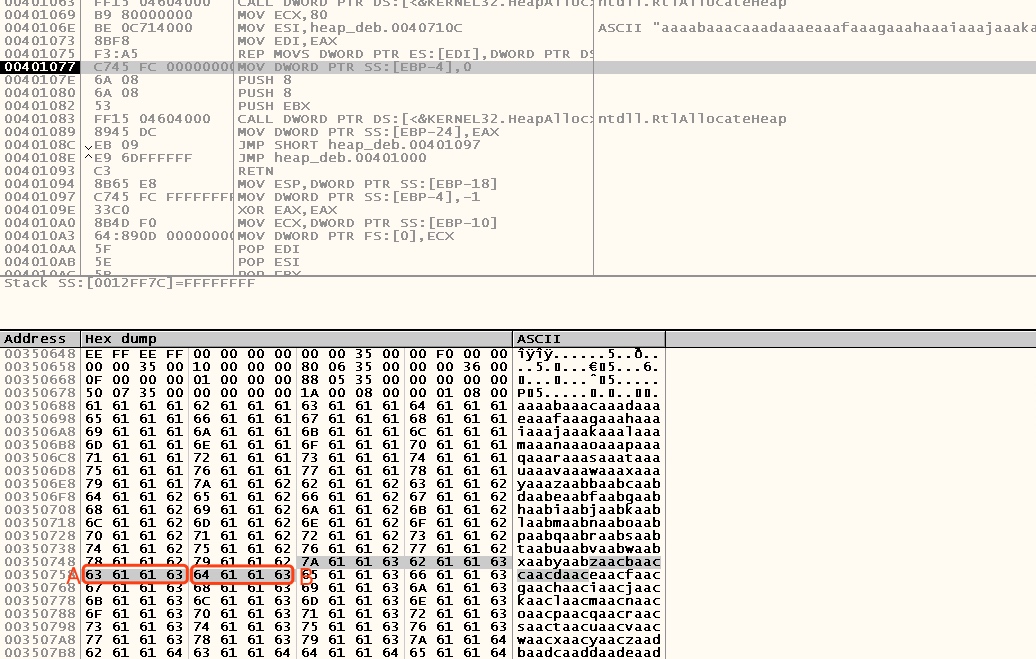 00401063 FF15 04604000 CALL DWORD PTR DS:[<&KERNEL32.HeapAlloc> ntdll.RtlAllocateHeap
00401069 B9 80000000 MOV ECX,80
0040106E BE 0C714000 MOV ESI,heap_deb.0040710C ASCII "aaaabaaacaaadaaaeaaafaaagaaahaaaiaaajaaaka
00401073 8BF8 MOV EDI,EAX
00401075 F3:A5 REP MOVS DWORD PTR ES:[EDI],DWORD PTR DS
00401077 C745 FC 00000000 MOV DWORD PTR SS:[EBP-4],0
0040107E 6A 08 PUSH 8
00401080 6A 08 PUSH 8
00401082 53 PUSH EBX
00401083 FF15 04604000 CALL DWORD PTR DS:[<&KERNEL32.HeapAlloc> ntdll.RtlAllocateHeap
00401089 8945 DC MOV DWORD PTR SS:[EBP-24],EAX
0040108C EB 09 JMP SHORT heap_deb.00401097
0040108E ^E9 6DFFFFFF JMP heap_deb.00401000
00401093 C3 RETN
00401094 8B65 E8 MOV ESP,DWORD PTR SS:[EBP-18]
00401097 C745 FC FFFFFFFF MOV DWORD PTR SS:[EBP-4],-1
0040109E 33C0 XOR EAX,EAX
004010A0 8B4D F0 MOV ECX,DWORD PTR SS:[EBP-10]
004010A3 64:890D 00000000 MOV DWORD PTR FS:[0],ECX
004010AA 5F POP EDI
004010AB 5E POP ESI
004010AC 5B POP EBX
Stack SS:[0012FF7C]=FFFFFFFF
Address Hex dump ASCII
00350648 EE FF EE FF 00 00 00 00 00 00 35 00 00 F0 00 00 îÿîÿ......5..ð..
00350658 00 00 35 00 10 00 00 00 80 06 35 00 00 00 36 00
00350668 0F 00 00 00 01 00 00 00 88 05 35 00 00 00 00 00
00350678 50 07 35 00 00 00 00 00 1A 00 08 00 00 01 08 00
00350688 61 61 61 61 62 61 61 61 63 61 61 61 64 61 61 61 aaaabaaacaaadaaa
00350698 65 61 61 61 66 61 61 61 67 61 61 61 68 61 61 61 eaaafaaagaaahaaa
003506A8 69 61 61 61 6A 61 61 61 6B 61 61 61 6C 61 61 61 iaaajaaakaaalaaa
003506B8 6D 61 61 61 6E 61 61 61 6F 61 61 61 70 61 61 61 maaanaaaoaaapaaa
003506C8 71 61 61 61 72 61 61 61 73 61 61 61 74 61 61 61 qaaaraaasaaataaa
003506D8 75 61 61 61 76 61 61 61 77 61 61 61 78 61 61 61 uaaavaaawaaaxaaa
003506E8 79 61 61 61 7A 61 61 62 62 61 61 62 63 61 61 62 yaaazaabbaabcaab
003506F8 64 61 61 62 65 61 61 62 66 61 61 62 67 61 61 62 daabeaabfaabgaab
00350708 68 61 61 62 69 61 61 62 6A 61 61 62 6B 61 61 62 haabiaabjaabkaab
00350718 6C 61 61 62 6D 61 61 62 6E 61 61 62 6F 61 61 62 laabmaabnaaboaab
00350728 70 61 61 62 71 61 61 62 72 61 61 62 73 61 61 62 paabqaabraabsaab
00350738 74 61 61 62 75 61 61 62 76 61 61 62 77 61 61 62 taabuaabvaabwaab
00350748 78 61 61 62 79 61 61 62 7A 61 61 63 62 61 61 63 xaabyaabzaacbaac
0035075 A 63 61 61 63 64 61 61 63 B 65 61 61 63 66 61 61 63 caacdaaceaacfaac
00350768 67 61 61 63 68 61 61 63 69 61 61 63 6A 61 61 63 gaachaaciaacjaac
00350778 6B 61 61 63 6C 61 61 63 6D 61 61 63 6E 61 61 63 kaaclaacmaacnaac
00350788 6F 61 61 63 70 61 61 63 71 61 61 63 72 61 61 63 oaacpaacqaacraac
00350798 73 61 61 63 74 61 61 63 75 61 61 63 76 61 61 63 saactaacuaacvaac
003507A8 77 61 61 63 78 61 61 63 79 61 61 63 7A 61 61 64 waacxaacyaaczaad
003507B8 62 61 61 64 63 61 61 64 64 61 61 64 65 61 61 64 baadcaaddaadeaad